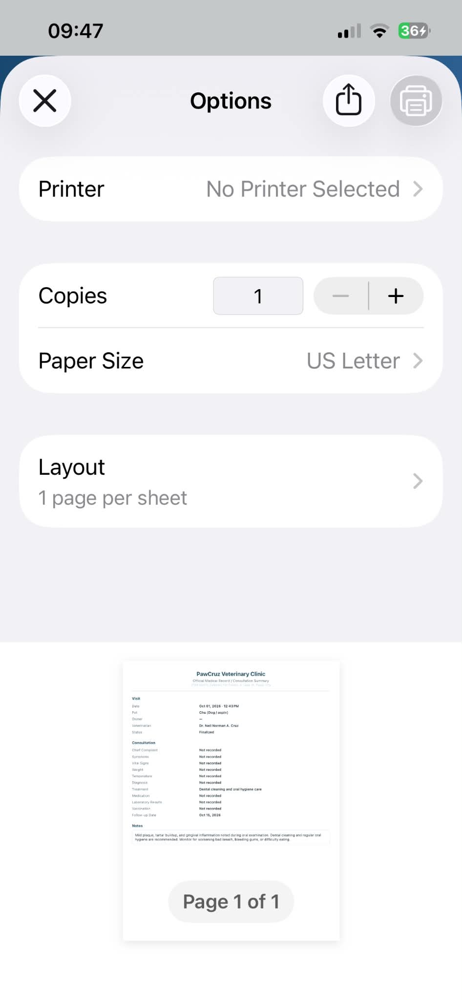 09:47
36
Options
Printer No Printer Selected
Copies 1
Paper Size US Letter
Layout
1 page per sheet
PawCruz Veterinary Clinic
Official Medical Record / Consultation Summary
Visit
Date Oct 01, 2026 · 12:43 PM
Pet Chu (Dog / aspin)
Owner —
Veterinarian Dr. Neil Norman A. Cruz
Status Finalized
Consultation
Chief Complaint Not recorded
Symptoms Not recorded
Vital Signs Not recorded
Weight Not recorded
Temperature Not recorded
Diagnosis Not recorded
Treatment Dental cleaning and oral hygiene care
Medication Not recorded
Laboratory Results Not recorded
Vaccination Not recorded
Follow-up Date Oct 15, 2026
Notes
Mild plaque, tartar buildup, and gingival inflammation noted during oral examination. Dental cleaning and regular oral
hygiene are recommended. Monitor for worsening bad breath, bleeding gums, or difficulty eating.
Page 1 of 1